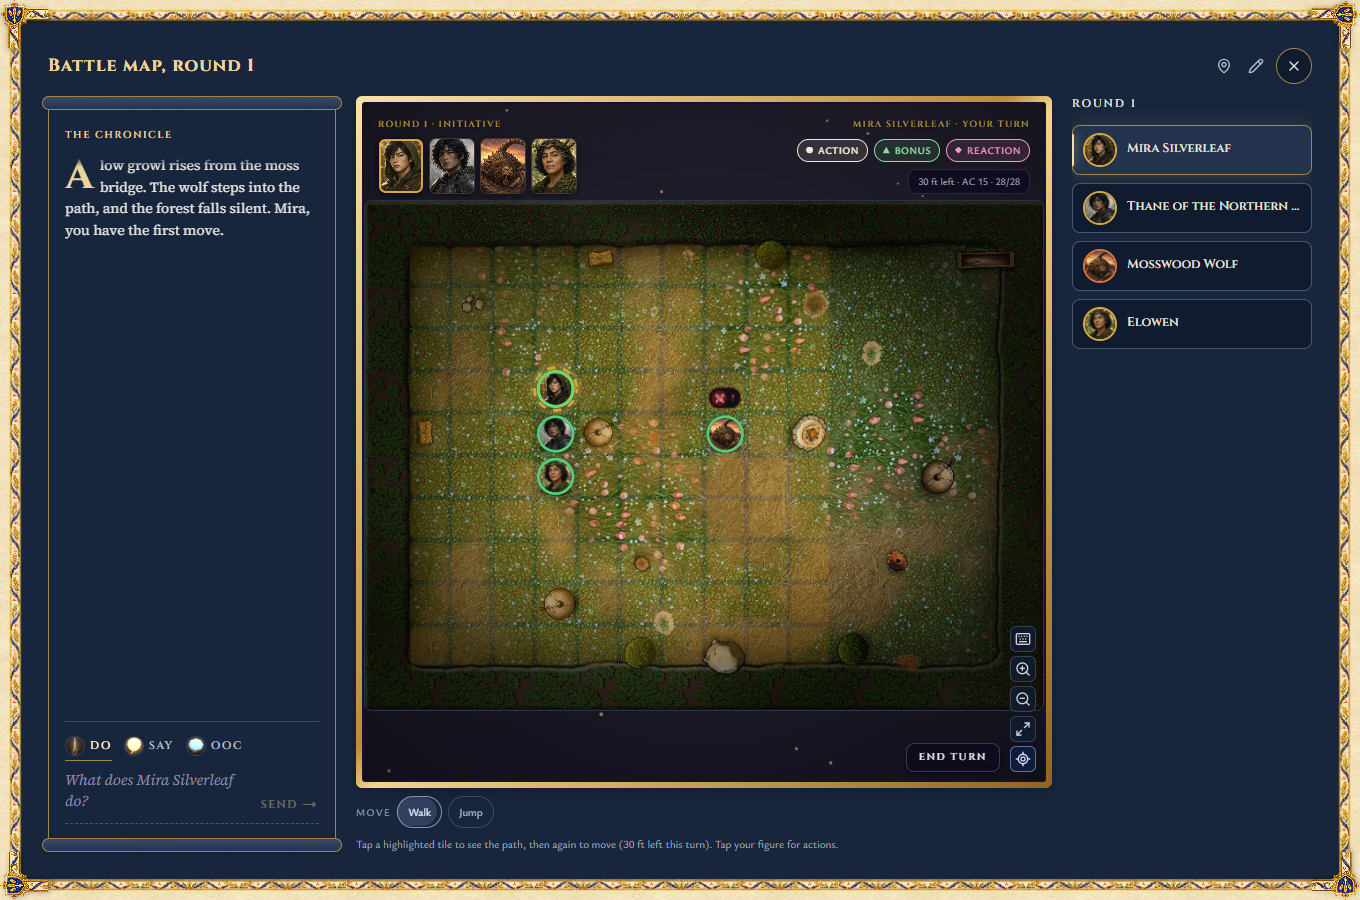 BATTLE MAP, ROUND 1
THE CHRONICLE
A low growl rises from the moss
bridge. The wolf steps into the
path, and the forest falls silent. Mira,
you have the first move.
DO SAY OOC
What does Mira Silverleaf
do?
SEND →
ROUND 1 · INITIATIVE
MIRA SILVERLEAF · YOUR TURN
ACTION BONUS REACTION
30 ft left · AC 15 · 28/28
END TURN
MOVE Walk Jump
Tap a highlighted tile to see the path, then again to move (30 ft left this turn). Tap your figure for actions.
ROUND 1
MIRA SILVERLEAF
THANE OF THE NORTHERN ...
MOSSWOOD WOLF
ELOWEN